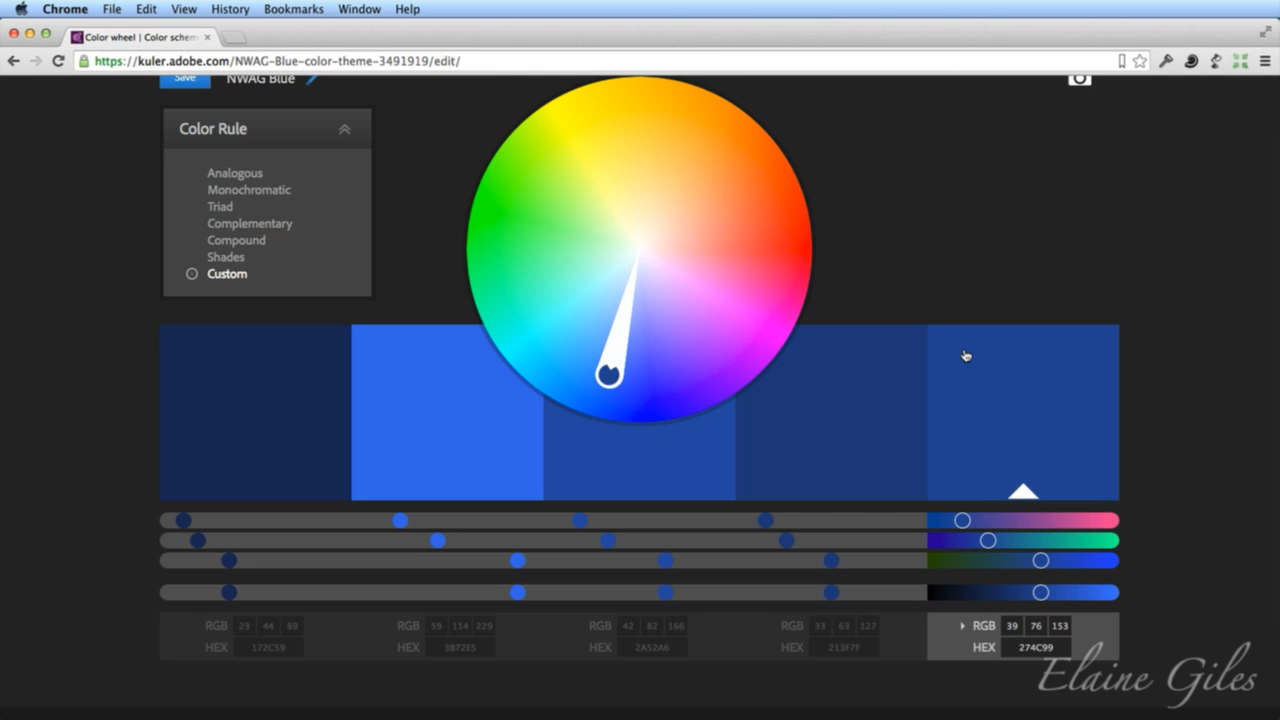 Chrome File Edit View History Bookmarks Window Help
Color wheel | Color schem
https://kuler.adobe.com/NWAG-Blue-color-theme-3491919/edit/
Save NWAG Blue
Color Rule
Analogous
Monochromatic
Triad
Complementary
Compound
Shades
Custom
RGB 23 44 89 RGB 59 114 229 RGB 42 82 166 RGB 33 63 127 RGB 39 76 153
HEX 172C59 HEX 3B72E5 HEX 2A52A6 HEX 213F7F HEX 274C99
Elaine Giles